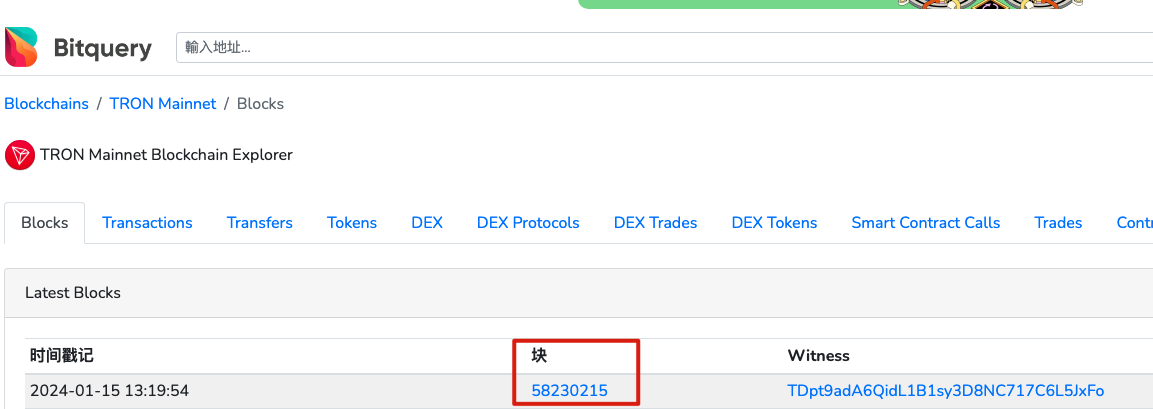 Bitquery
輸入地址...
Blockchains / TRON Mainnet / Blocks
TRON Mainnet Blockchain Explorer
Blocks Transactions Transfers Tokens DEX DEX Protocols DEX Trades DEX Tokens Smart Contract Calls Trades Contr
Latest Blocks
时间戳记 块 Witness
2024-01-15 13:19:54 58230215 TDpt9adA6QidL1B1sy3D8NC717C6L5JxFo